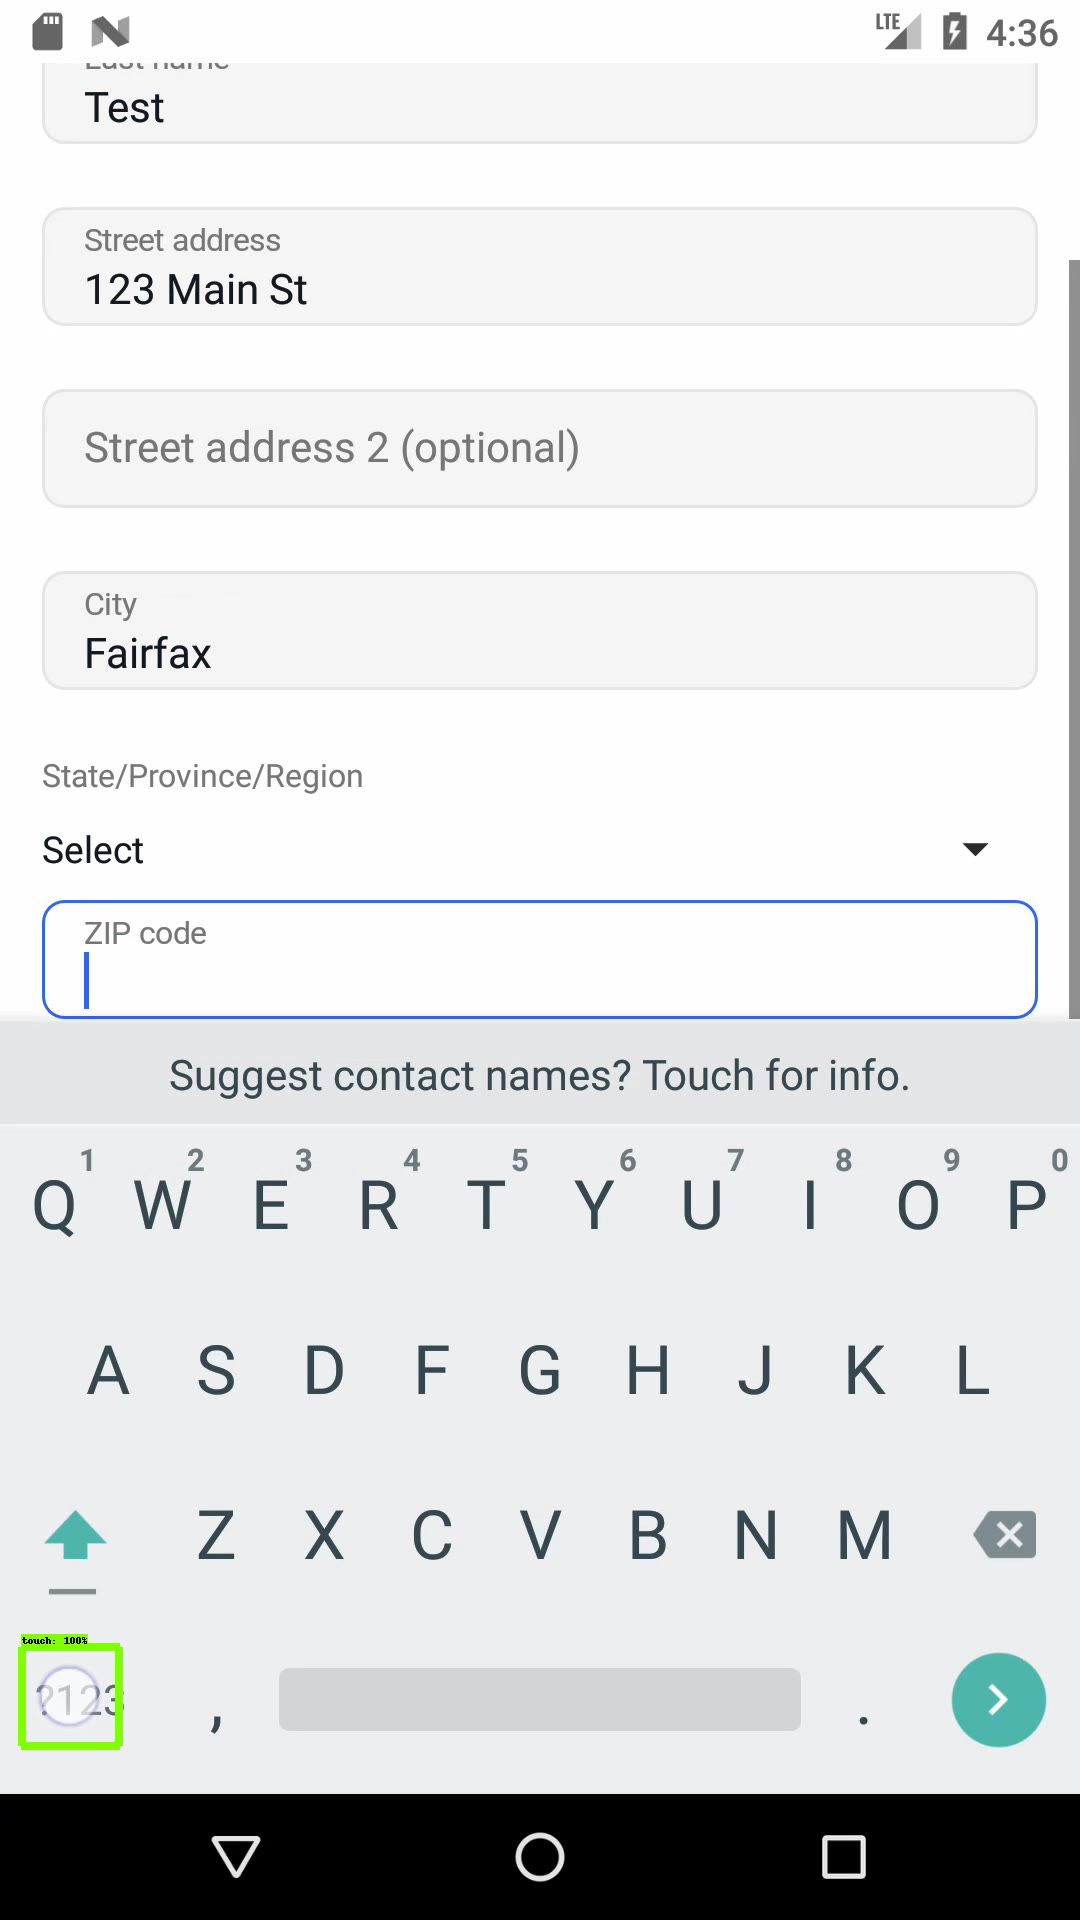 LTE 4:36
Last name
Test
Street address
123 Main St
Street address 2 (optional)
City
Fairfax
State/Province/Region
Select
ZIP code
Suggest contact names? Touch for info.
1 2 3 4 5 6 7 8 9 0
Q W E R T Y U I O P
A S D F G H J K L
Z X C V B N M
touch: 100%
?123 , .